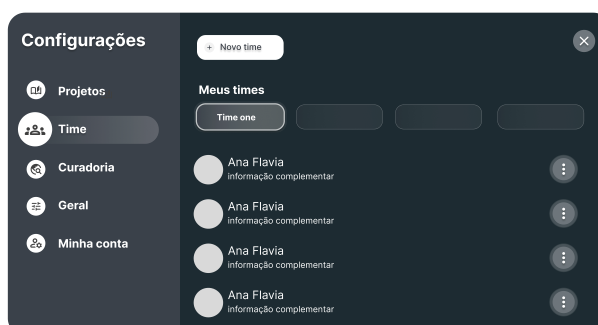 Configurações
Projetos
Time
Curadoria
Geral
Minha conta
+ Novo time
Meus times
Time one
Ana Flavia
informação complementar
Ana Flavia
informação complementar
Ana Flavia
informação complementar
Ana Flavia
informação complementar